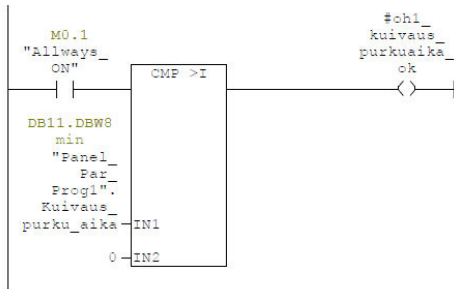 #oh1_
kuivaus_
purkuaika_
ok
M0.1
"Allways_
ON"
CMP >I
DB11.DBW8
min
"Panel_
Par_
Prog1".
Kuivaus_
purku_aika
IN1
0
IN2